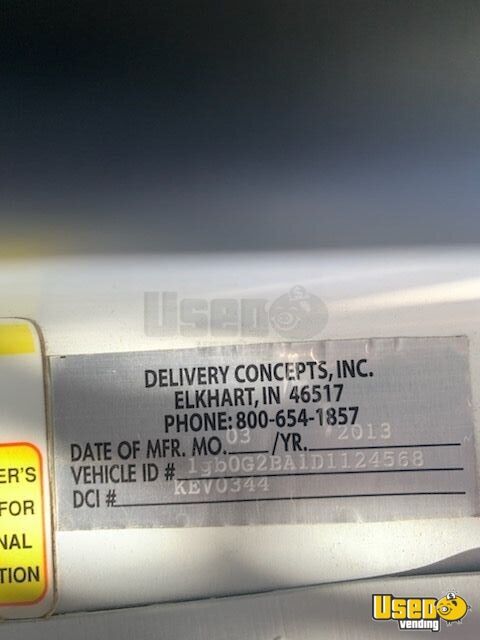 Used
vending
DELIVERY CONCEPTS, INC.
ELKHART, IN 46517
PHONE: 800-654-1857
DATE OF MFR. MO. 03 /YR. 2013
VEHICLE ID # 1gb0G2BA1D1124568
DCI # KEV0344
ER'S
FOR
NAL
TION
Used
vending